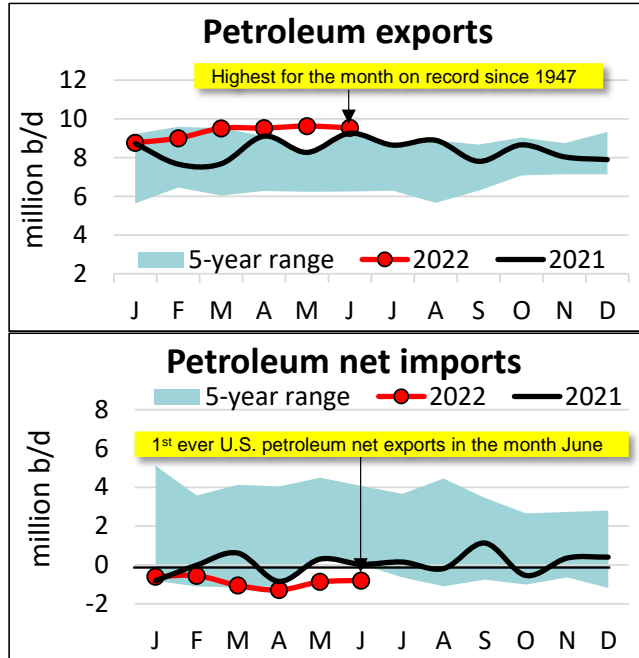 Petroleum exports
12
Highest for the month on record since 1947
10
8
6
4
2
million b/d
5-year range 2022 2021
J F M A M J J A S O N D
Petroleum net imports
5-year range 2022 2021
8
1st ever U.S. petroleum net exports in the month June
6
4
2
0
-2
million b/d
J F M A M J J A S O N D